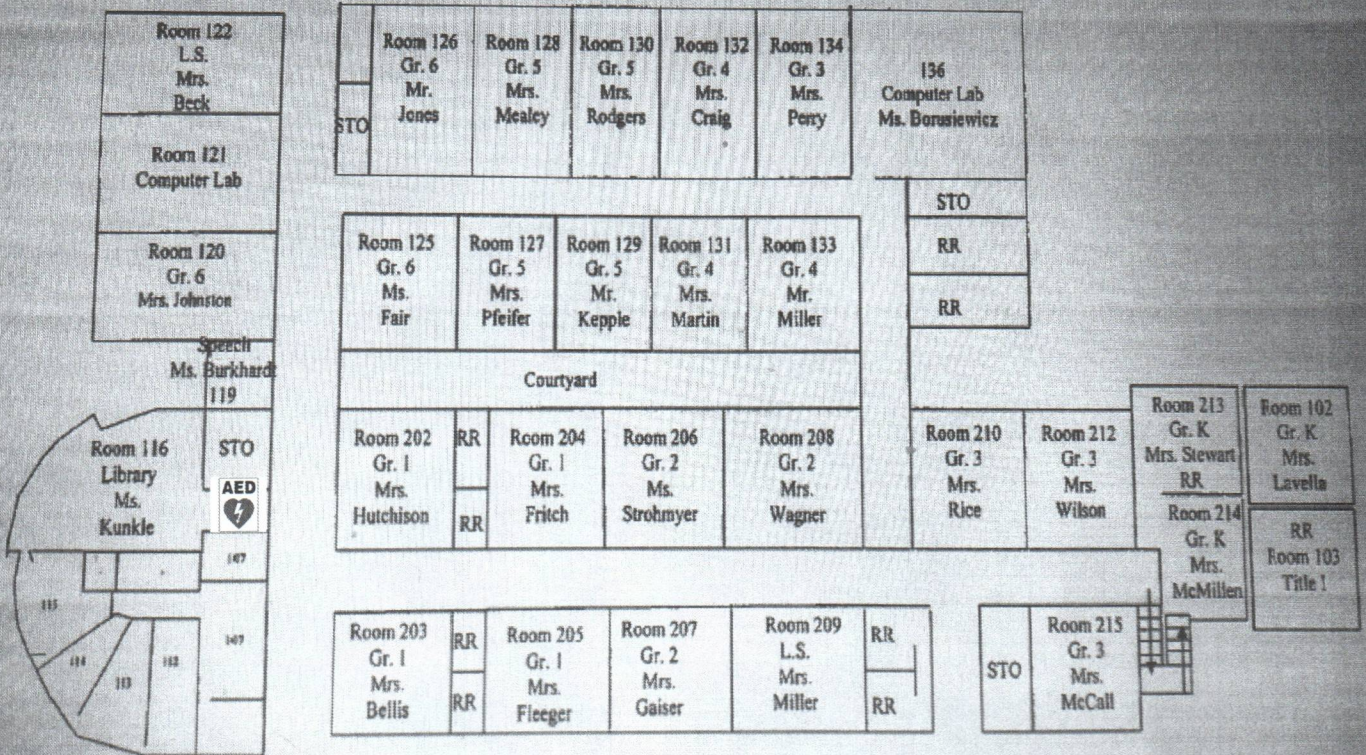 Room 122
L.S.
Mrs.
Beck
Room 121
Computer Lab
Room 120
Gr. 6
Mrs. Johnston
Speech
Ms. Burkhardt
119
STO
Room 126
Gr. 6
Mr.
Jones
Room 128
Gr. 5
Mrs.
Mealey
Room 130
Gr. 5
Mrs.
Rodgers
Room 132
Gr. 4
Mrs.
Craig
Room 134
Gr. 3
Mrs.
Perry
136
Computer Lab
Ms. Borusiewicz
STO
RR
RR
Room 125
Gr. 6
Ms.
Fair
Room 127
Gr. 5
Mrs.
Pfeifer
Room 129
Gr. 5
Mr.
Kepple
Room 131
Gr. 4
Mrs.
Martin
Room 133
Gr. 4
Mr.
Miller
Courtyard
Room 116
Library
Ms.
Kunkle
STO
AED
115
114
113
112
Room 202
Gr. 1
Mrs.
Hutchison
RR
RR
Room 204
Gr. 1
Mrs.
Fritch
Room 206
Gr. 2
Ms.
Strohmyer
Room 208
Gr. 2
Mrs.
Wagner
Room 210
Gr. 3
Mrs.
Rice
Room 212
Gr. 3
Mrs.
Wilson
Room 213
Gr. K
Mrs. Stewart
RR
Room 214
Gr. K
Mrs.
McMillen
Room 102
Gr. K
Mrs.
Lavella
RR
Room 103
Title I
Room 203
Gr. 1
Mrs.
Bellis
RR
RR
Room 205
Gr. 1
Mrs.
Fleeger
Room 207
Gr. 2
Mrs.
Gaiser
Room 209
L.S.
Mrs.
Miller
RR
RR
STO
Room 215
Gr. 3
Mrs.
McCall